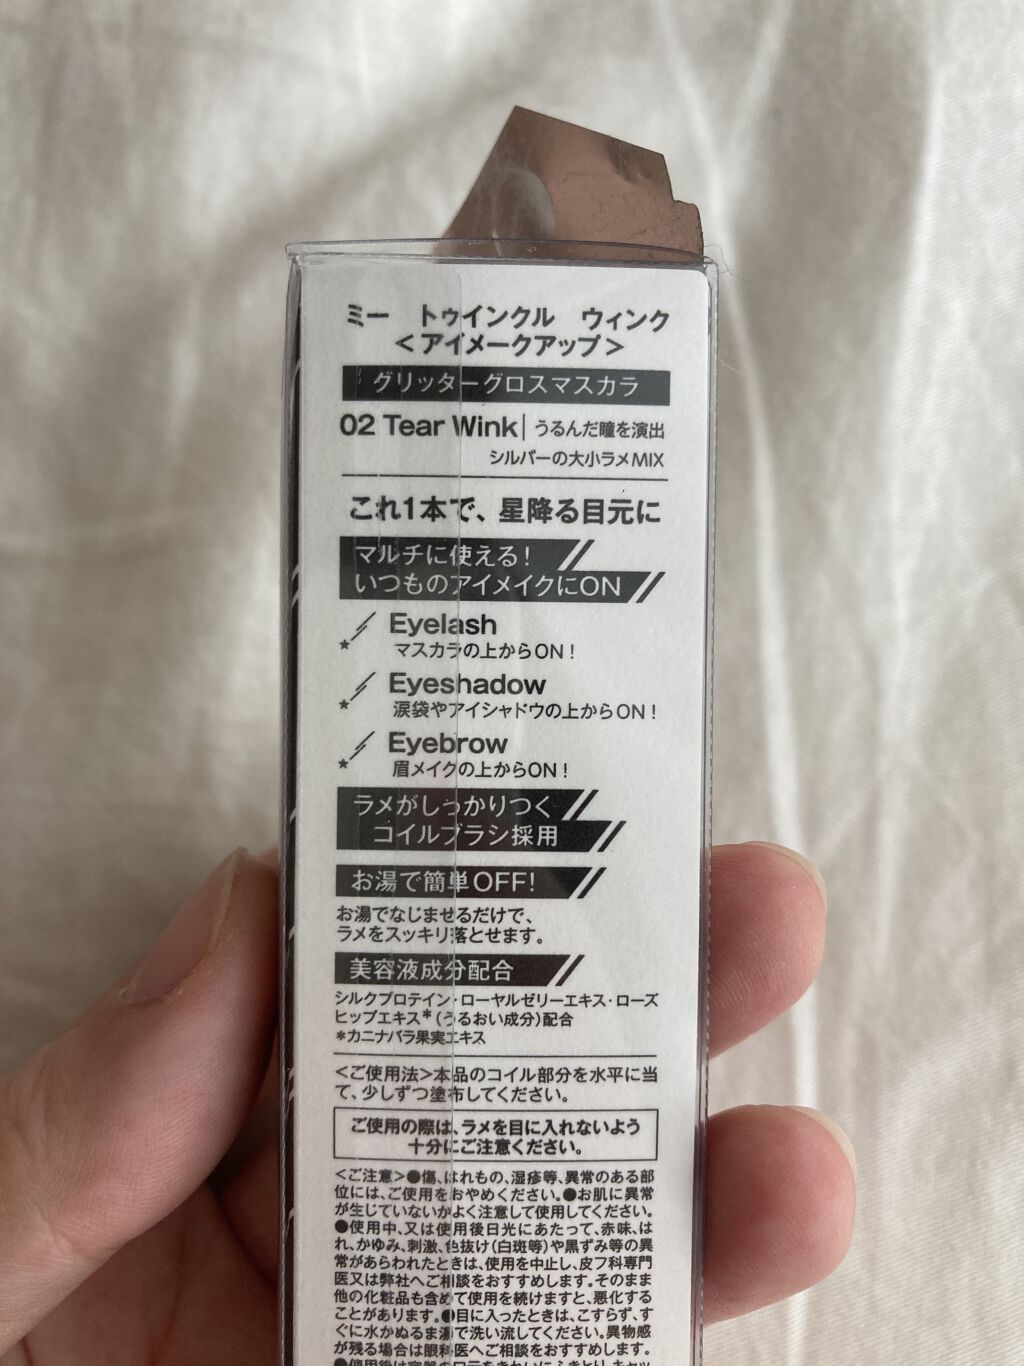 ミー トゥインクル ウィンク
＜アイメークアップ＞
グリッターグロスマスカラ
02 Tear Wink| うるんだ瞳を演出
シルバーの大小ラメMIX
これ1本で、星降る目元に
マルチに使える！
いつものアイメイクにON
Eyelash
マスカラの上からON！
Eyeshadow
涙袋やアイシャドウの上からON！
Eyebrow
眉メイクの上からON！
ラメがしっかりつく
コイルブラシ採用
お湯で簡単OFF!
お湯でなじませるだけで、
ラメをスッキリ落とせます。
美容液成分配合
シルクプロテイン・ローヤルゼリーエキス・ローズ
ヒップエキス*（うるおい成分）配合
*カニナバラ果実エキス
＜ご使用法＞本品のコイル部分を水平に当
て、少しずつ塗布してください。
ご使用の際は、ラメを目に入れないよう
十分にご注意ください。
＜ご注意＞●傷、はれもの、湿疹等、異常のある部
位には、ご使用をおやめください。●お肌に異常
が生じていないかよく注意して使用してください。
●使用中、又は使用後日光にあたって、赤味、は
れ、かゆみ、刺激、色抜け（白斑等）や黒ずみ等の異
常があらわれたときは、使用を中止し、皮フ科専門
医又は弊社へご相談をおすすめします。そのまま
他の化粧品も含めて使用を続けますと、悪化する
ことがあります。●目に入ったときは、こすらず、す
ぐに水かぬるま湯で洗い流してください。異物感
が残る場合は眼科医へご相談をおすすめします。
●使用後は容器の口元をきれいにふきとり、キャッ